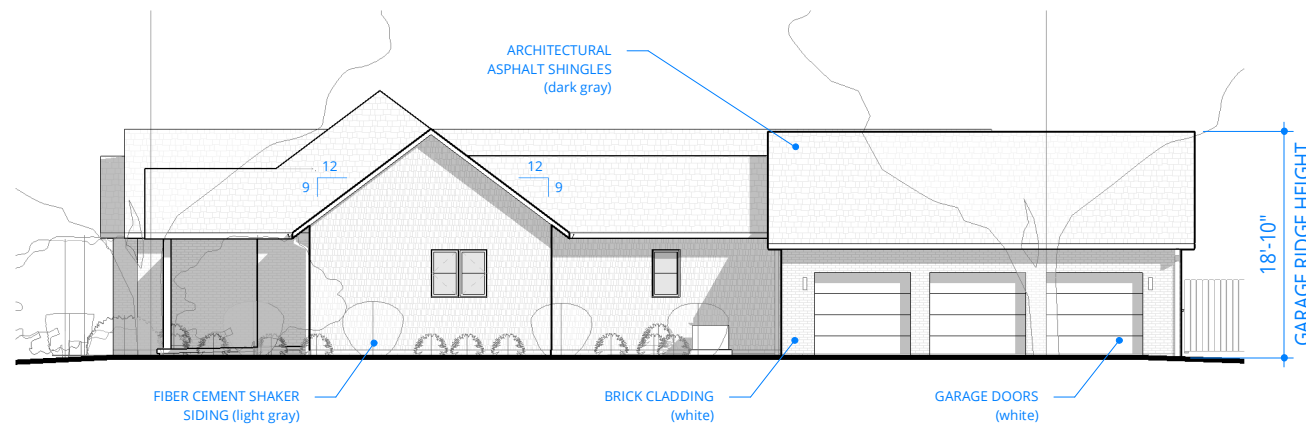 ARCHITECTURAL
ASPHALT SHINGLES
(dark gray)
12
9
12
9
18'-10"
GARAGE RIDGE HEIGHT
FIBER CEMENT SHAKER
SIDING (light gray)
BRICK CLADDING
(white)
GARAGE DOORS
(white)